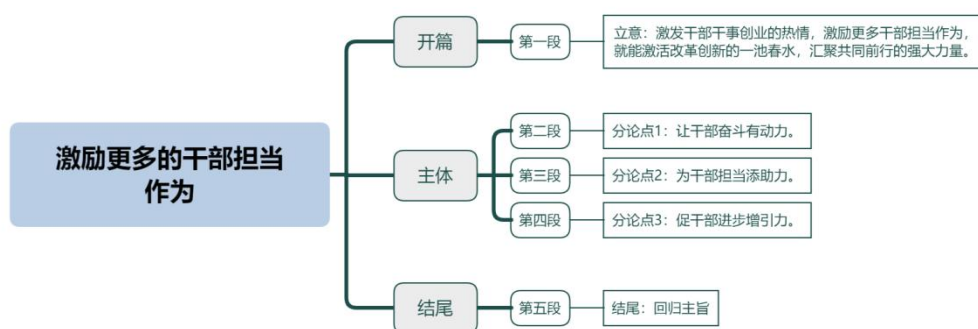 激励更多的干部担当
作为
开篇
第一段
立意：激发干部干事创业的热情，激励更多干部担当作为，
就能激活改革创新的一池春水，汇聚共同前行的强大力量。
主体
第二段
分论点1：让干部奋斗有动力。
第三段
分论点2：为干部担当添助力。
第四段
分论点3：促干部进步增引力。
结尾
第五段
结尾：回归主旨